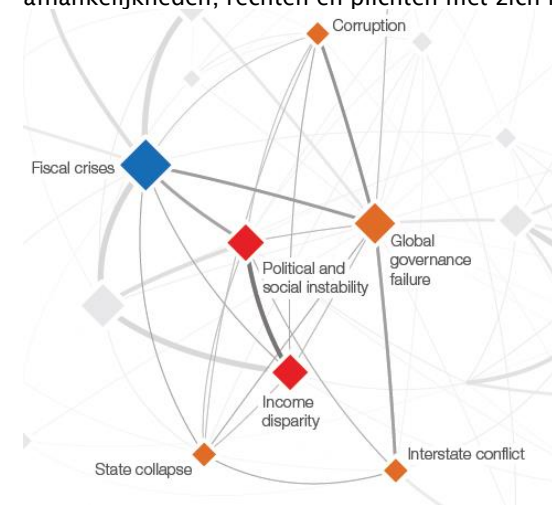 afhankelijkheden, rechten en plichten met zich
Corruption
Fiscal crises
Global
governance
failure
Political and
social instability
Income
disparity
State collapse
Interstate conflict